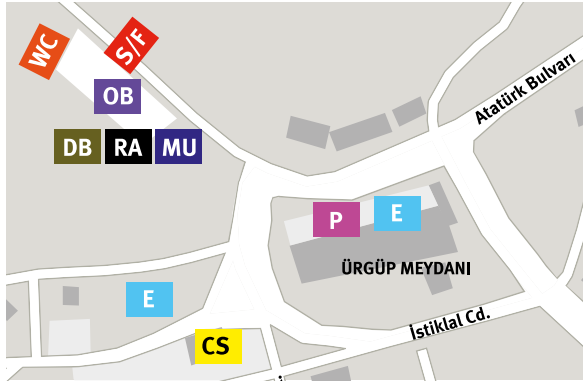 WC
S/F
OB
DB RA MU
Atatürk Bulvarı
P
E
ÜRGÜP MEYDANI
E
İstiklal Cd.
CS